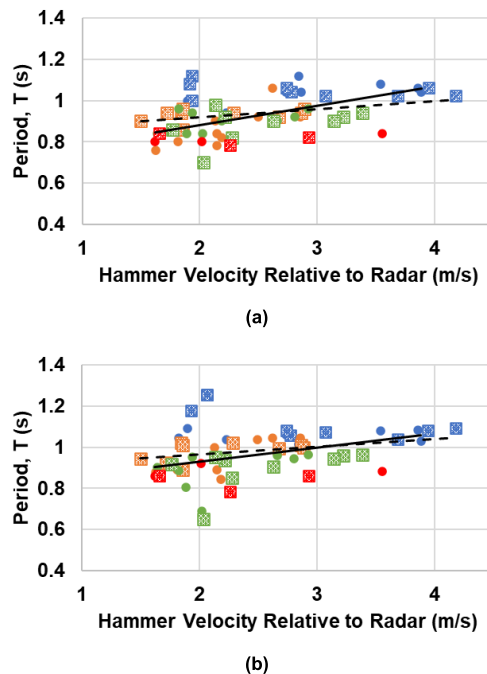 1.4
1.2
1
0.8
0.6
0.4
Period, T (s)
1 2 3 4
Hammer Velocity Relative to Radar (m/s)
(a)
1.4
1.2
1
0.8
0.6
0.4
Period, T (s)
1 2 3 4
Hammer Velocity Relative to Radar (m/s)
(b)